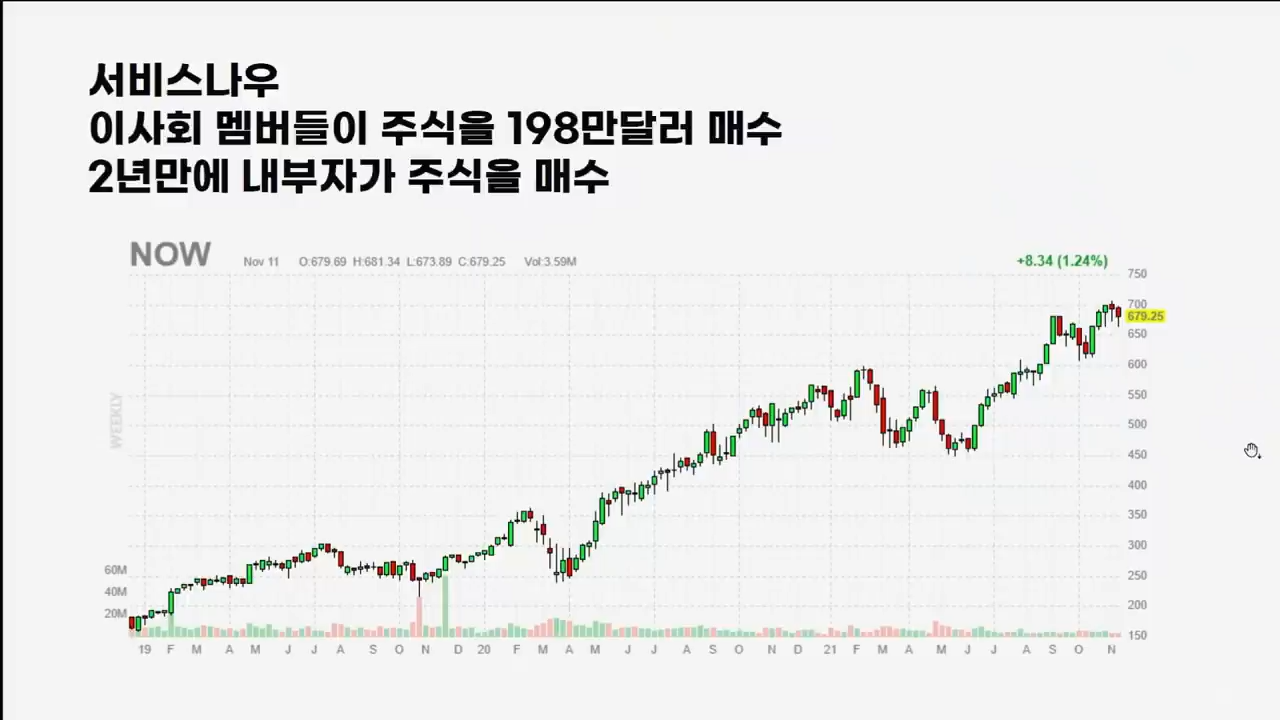 서비스나우
이사회 멤버들이 주식을 198만달러 매수
2년만에 내부자가 주식을 매수
NOW Nov 11 O:679.69 H:681.34 L:673.89 C:679.25 Vol:3.59M +8.34 (1.24%)
750
700
679.25
650
600
550
500
450
400
350
300
250
200
150
WEEKLY
60M
40M
20M
19 F M A M J J A S O N D 20 F M A M J J A S O N D 21 F M A M J J A S O N